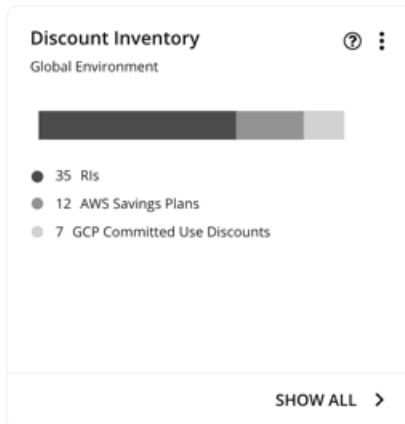 Discount Inventory
Global Environment
35 RIs
12 AWS Savings Plans
7 GCP Committed Use Discounts
SHOW ALL